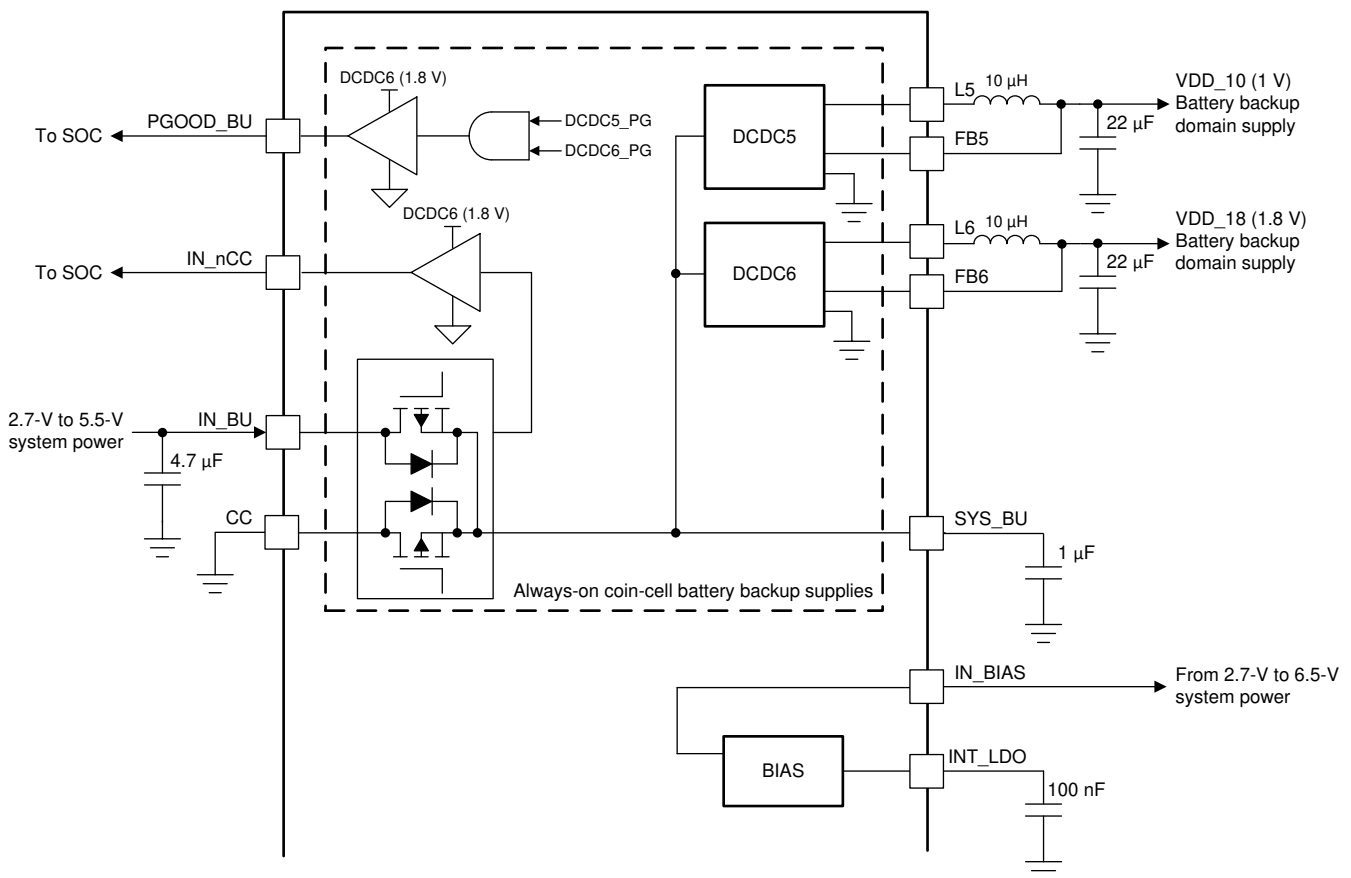 DCDC6 (1.8 V)
PGOOD_BU
To SOC
DCDC5_PG
DCDC6_PG
DCDC6 (1.8 V)
IN_nCC
To SOC
2.7-V to 5.5-V
system power
IN_BU
4.7 µF
CC
Always-on coin-cell battery backup supplies
DCDC5
L5
10 µH
FB5
22 µF
VDD_10 (1 V)
Battery backup
domain supply
DCDC6
L6
10 µH
FB6
22 µF
VDD_18 (1.8 V)
Battery backup
domain supply
SYS_BU
1 µF
IN_BIAS
From 2.7-V to 6.5-V
system power
BIAS
INT_LDO
100 nF